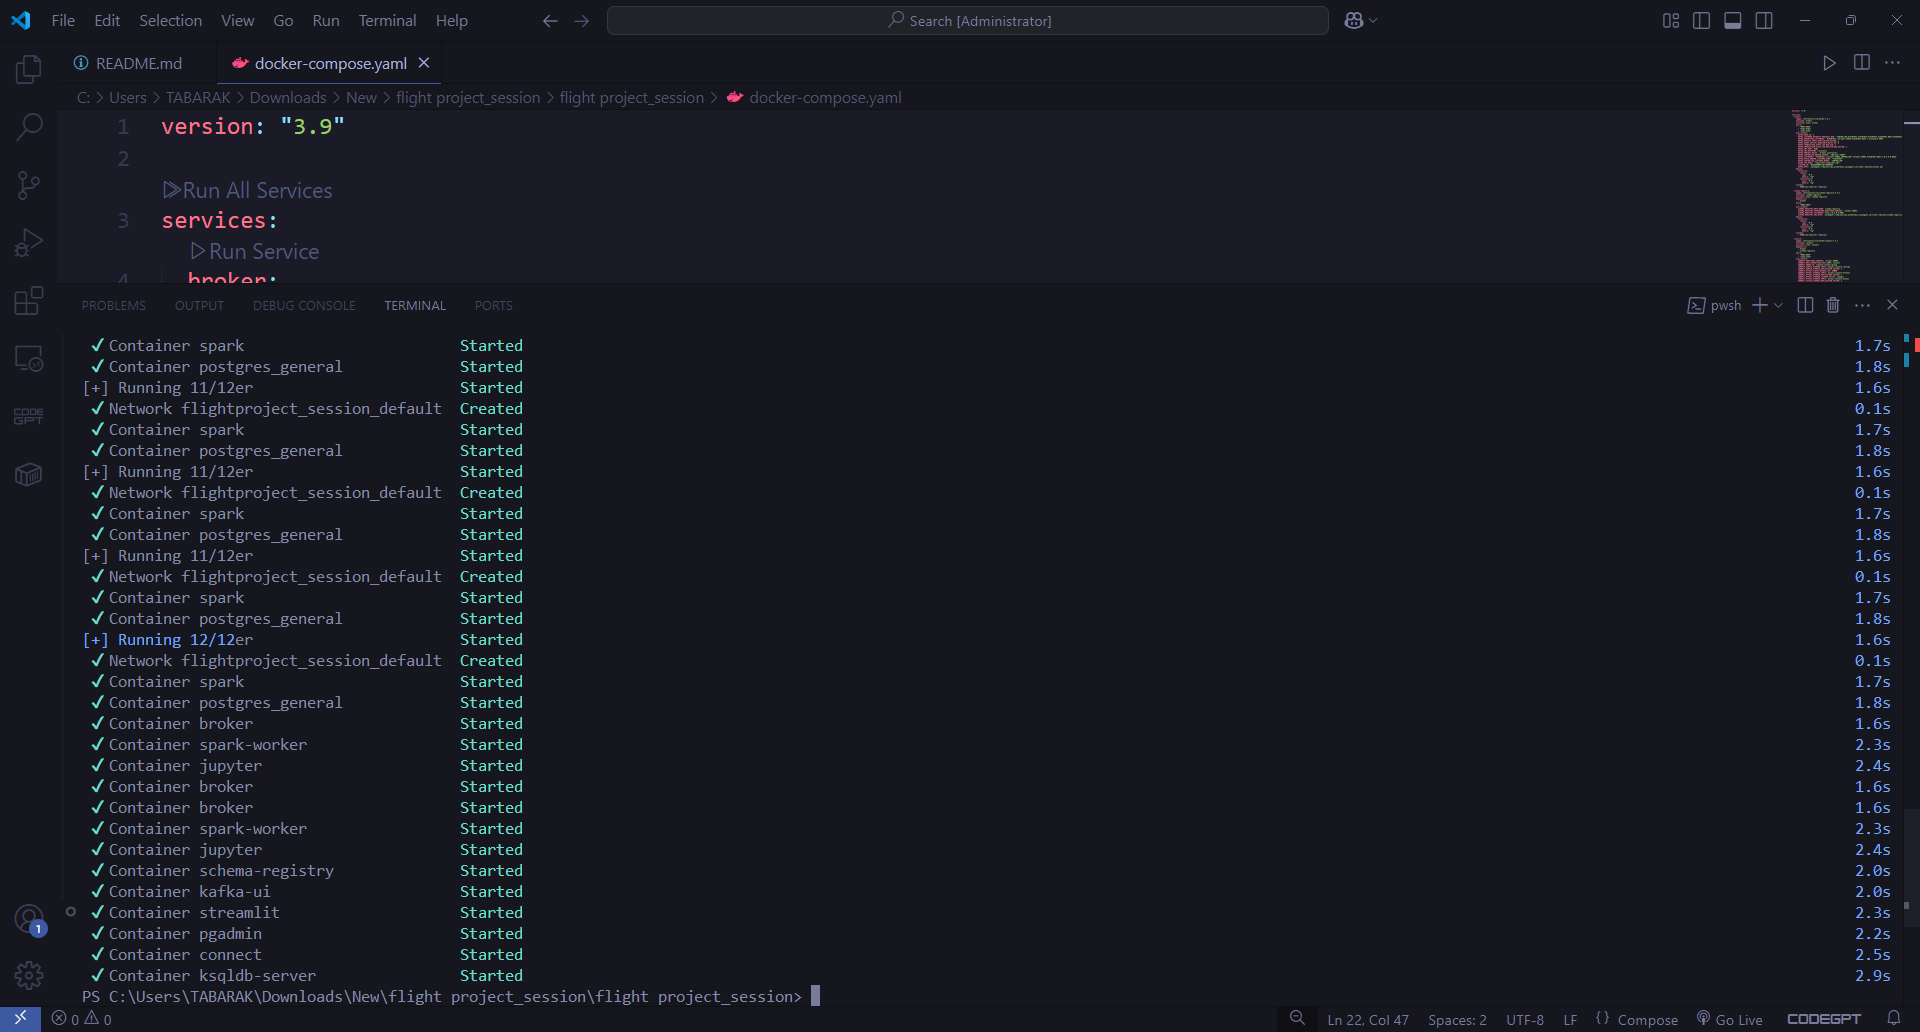 File Edit Selection View Go Run Terminal Help
Search [Administrator]
README.md
docker-compose.yaml
C: > Users > TABARAK > Downloads > New > flight project_session > flight project_session > docker-compose.yaml
1 version: "3.9"
2
Run All Services
3 services:
Run Service
4 broker:
PROBLEMS OUTPUT DEBUG CONSOLE TERMINAL PORTS
pwsh
✔ Container spark Started 1.7s
✔ Container postgres_general Started 1.8s
[+] Running 11/12er Started 1.6s
✔ Network flightproject_session_default Created 0.1s
✔ Container spark Started 1.7s
✔ Container postgres_general Started 1.8s
[+] Running 11/12er Started 1.6s
✔ Network flightproject_session_default Created 0.1s
✔ Container spark Started 1.7s
✔ Container postgres_general Started 1.8s
[+] Running 11/12er Started 1.6s
✔ Network flightproject_session_default Created 0.1s
✔ Container spark Started 1.7s
✔ Container postgres_general Started 1.8s
[+] Running 12/12er Started 1.6s
✔ Network flightproject_session_default Created 0.1s
✔ Container spark Started 1.7s
✔ Container postgres_general Started 1.8s
✔ Container broker Started 1.6s
✔ Container spark-worker Started 2.3s
✔ Container jupyter Started 2.4s
✔ Container broker Started 1.6s
✔ Container broker Started 1.6s
✔ Container spark-worker Started 2.3s
✔ Container jupyter Started 2.4s
✔ Container schema-registry Started 2.0s
✔ Container kafka-ui Started 2.0s
✔ Container streamlit Started 2.3s
✔ Container pgadmin Started 2.2s
✔ Container connect Started 2.5s
✔ Container ksqldb-server Started 2.9s
PS C:\Users\TABARAK\Downloads\New\flight project_session\flight project_session>
CODE GPT
1
0 0
Ln 22, Col 47 Spaces: 2 UTF-8 LF {} Compose Go Live CODEGPT